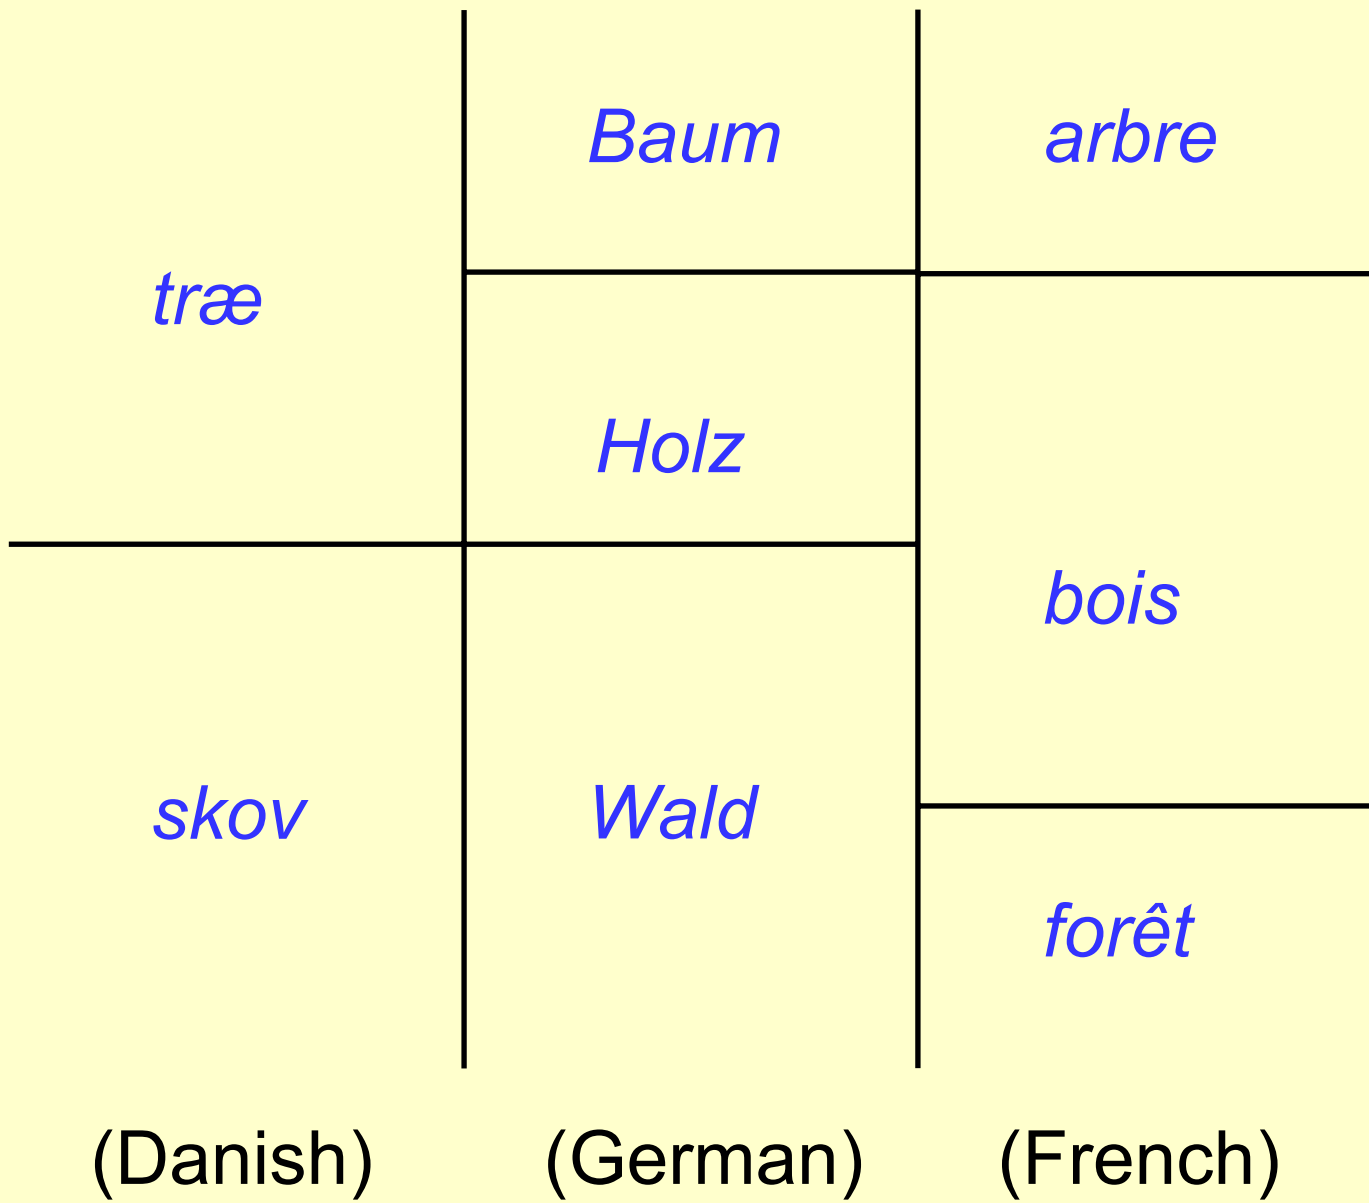 Baum
arbre
træ
Holz
bois
skov
Wald
forêt
(Danish)
(German)
(French)